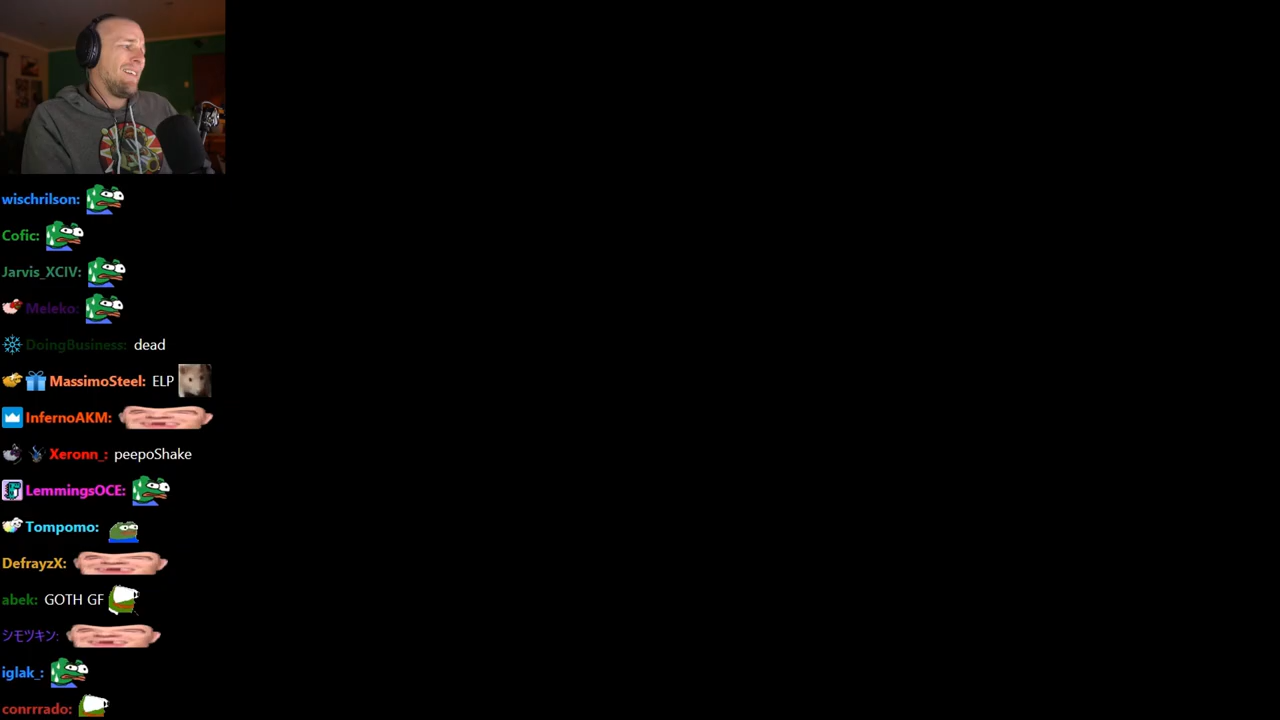 wischrilson:
Cofic:
Jarvis_XCIV:
Meleko:
DoingBusiness: dead
MassimoSteel: ELP
InfernoAKM:
Xeronn_: peepoShake
LemmingsOCE:
Tompomo:
DefrayzX:
abek: GOTH GF
シモツキン:
iglak_:
conrrrado: